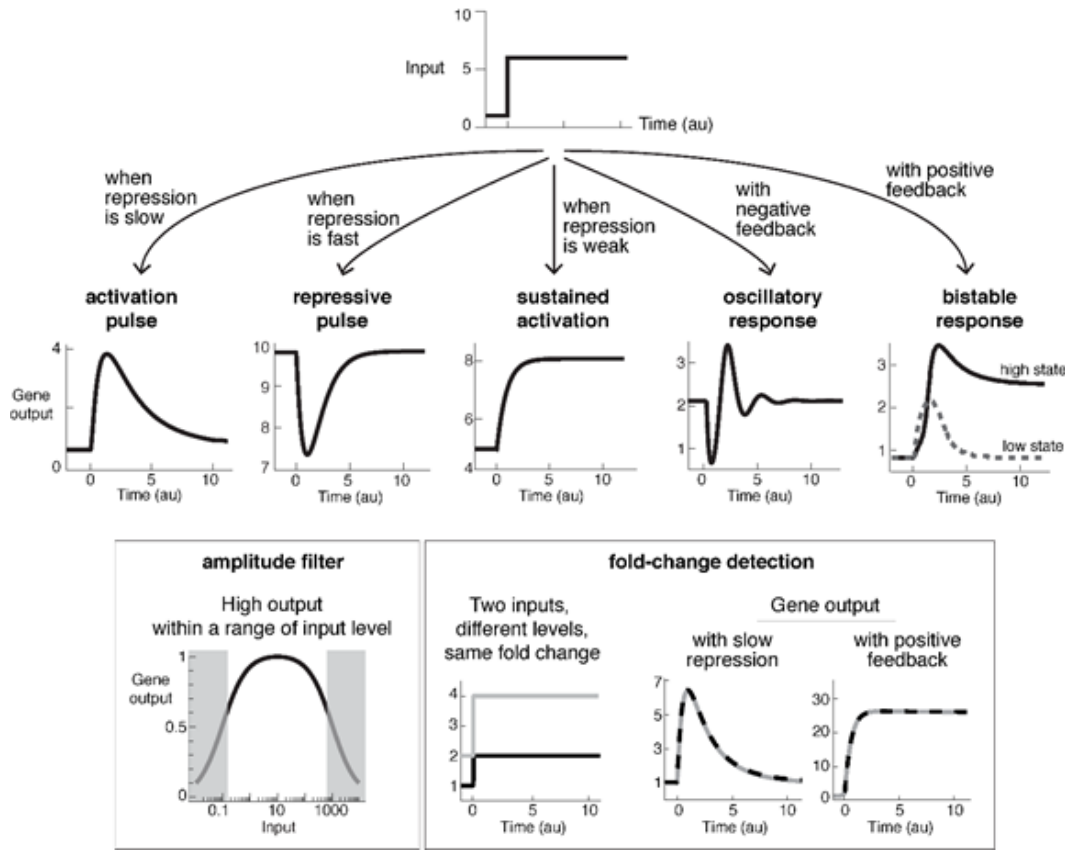 10
Input
5
0
Time (au)
when
repression
is slow
when
repression
is fast
when
repression
is weak
with
negative
feedback
with positive
feedback
activation
pulse
repressive
pulse
sustained
activation
oscillatory
response
bistable
response
4
Gene
output
2
0
0 5 10
Time (au)
10
9
8
7
0 5 10
Time (au)
8
6
4
0 5 10
Time (au)
3
2
1
0 5 10
Time (au)
3
2
1
high state
low state
0 5 10
Time (au)
amplitude filter
High output
within a range of input level
1
Gene
output
0.5
0
0.1 10 1000
Input
fold-change detection
Two inputs,
different levels,
same fold change
4
3
2
1
0 5 10
Time (au)
Gene output
with slow
repression
7
5
3
1
0 5 10
Time (au)
with positive
feedback
30
20
10
0
0 5 10
Time (au)